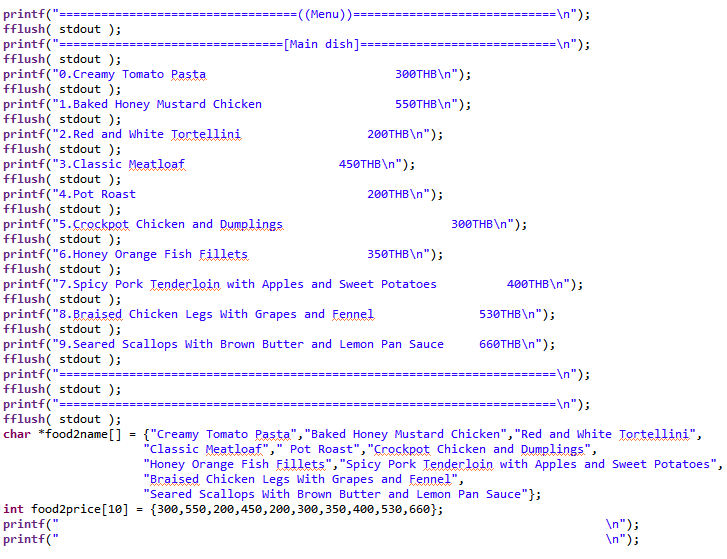 printf("==================================((Menu))=============================\n");
fflush( stdout );
printf("================================[Main dish]============================\n");
fflush( stdout );
printf("0.Creamy Tomato Pasta                           300THB\n");
fflush( stdout );
printf("1.Baked Honey Mustard Chicken                   550THB\n");
fflush( stdout );
printf("2.Red and White Tortellini                  200THB\n");
fflush( stdout );
printf("3.Classic Meatloaf                      450THB\n");
fflush( stdout );
printf("4.Pot Roast                                 200THB\n");
fflush( stdout );
printf("5.Crockpot Chicken and Dumplings                        300THB\n");
fflush( stdout );
printf("6.Honey Orange Fish Fillets                 350THB\n");
fflush( stdout );
printf("7.Spicy Pork Tenderloin with Apples and Sweet Potatoes          400THB\n");
fflush( stdout );
printf("8.Braised Chicken Legs With Grapes and Fennel               530THB\n");
fflush( stdout );
printf("9.Seared Scallops With Brown Butter and Lemon Pan Sauce     660THB\n");
fflush( stdout );
printf("=======================================================================\n");
fflush( stdout );
printf("=======================================================================\n");
fflush( stdout );
char *food2name[] = {"Creamy Tomato Pasta","Baked Honey Mustard Chicken","Red and White Tortellini",
"Classic Meatloaf"," Pot Roast","Crockpot Chicken and Dumplings",
"Honey Orange Fish Fillets","Spicy Pork Tenderloin with Apples and Sweet Potatoes",
"Braised Chicken Legs With Grapes and Fennel",
"Seared Scallops With Brown Butter and Lemon Pan Sauce"};
int food2price[10] = {300,550,200,450,200,300,350,400,530,660};
printf("                                                                              \n");
printf("                                                                              \n");